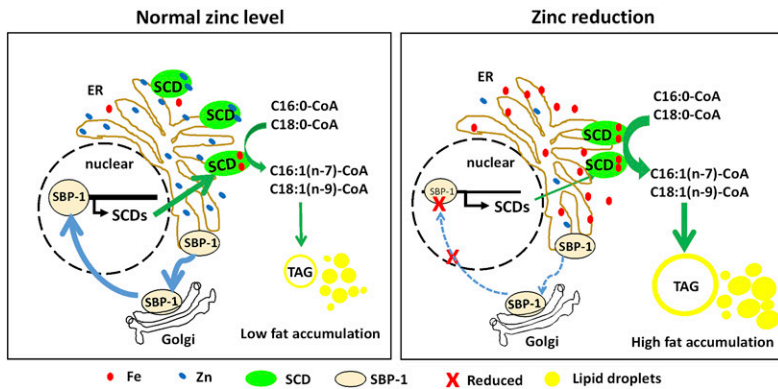 Normal zinc level
ER
SCD
SCD
C16:0-CoA
C18:0-CoA
nuclear
SCD
SBP-1
SCDs
C16:1(n-7)-CoA
C18:1(n-9)-CoA
SBP-1
TAG
SBP-1
Golgi
Low fat accumulation
Zinc reduction
ER
C16:0-CoA
C18:0-CoA
SCD
nuclear
SCD
SBP-1
X
SCDs
C16:1(n-7)-CoA
C18:1(n-9)-CoA
SBP-1
X
TAG
SBP-1
Golgi
High fat accumulation
Fe
Zn
SCD
SBP-1
X Reduced
Lipid droplets